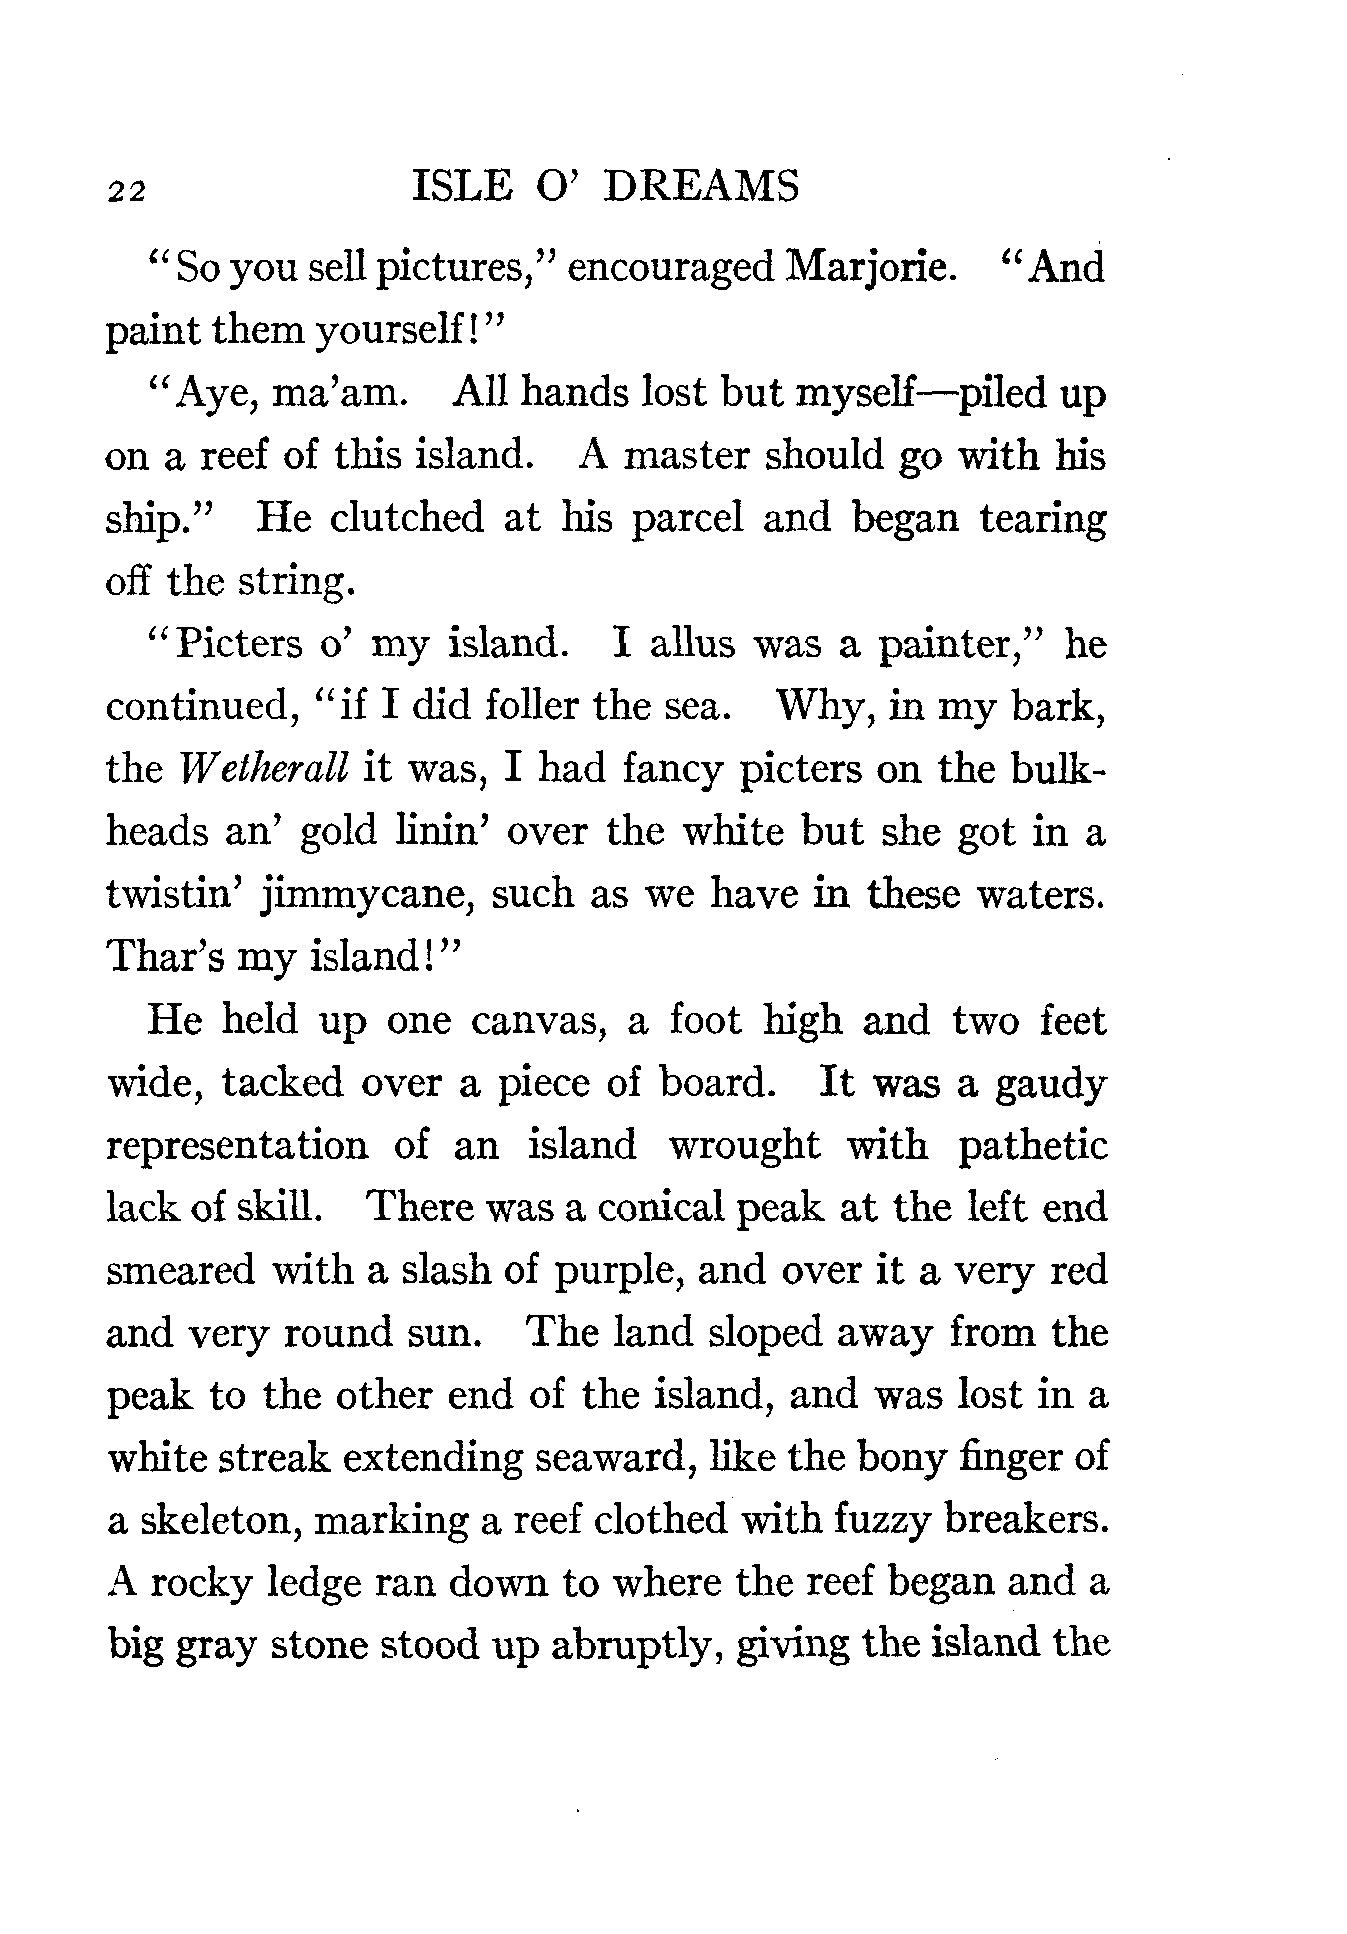 22 ISLE O’ DREAMS
“So you sell pictures,” encouraged Marjorie. “And
paint them yourself!”
“Aye, ma’am. All hands lost but myself—piled up
on a reef of this island. A master should go with his
ship.” He clutched at his parcel and began tearing
off the string.
“Picters o’ my island. I allus was a painter,” he
continued, “if I did foller the sea. Why, in my bark,
the Wetherall it was, I had fancy picters on the bulk-
heads an’ gold linin’ over the white but she got in a
twistin’ jimmycane, such as we have in these waters.
Thar’s my island!”
He held up one canvas, a foot high and two feet
wide, tacked over a piece of board. It was a gaudy
representation of an island wrought with pathetic
lack of skill. There was a conical peak at the left end
smeared with a slash of purple, and over it a very red
and very round sun. The land sloped away from the
peak to the other end of the island, and was lost in a
white streak extending seaward, like the bony finger of
a skeleton, marking a reef clothed with fuzzy breakers.
A rocky ledge ran down to where the reef began and a
big gray stone stood up abruptly, giving the island the